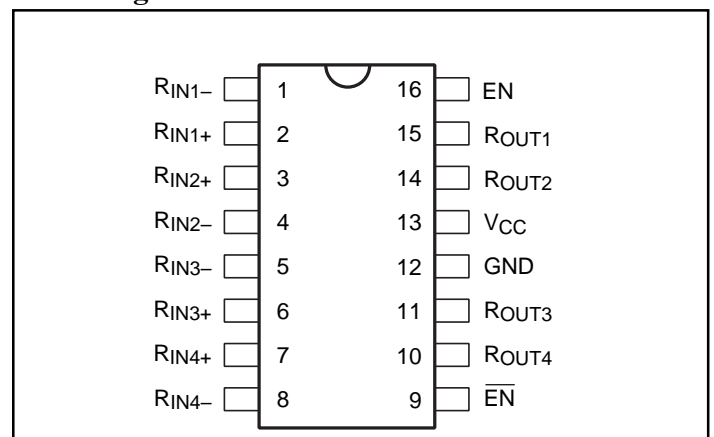 RIN1– 1 16 EN
RIN1+ 2 15 ROUT1
RIN2+ 3 14 ROUT2
RIN2– 4 13 VCC
RIN3– 5 12 GND
RIN3+ 6 11 ROUT3
RIN4+ 7 10 ROUT4
RIN4– 8 9 E̅N̅